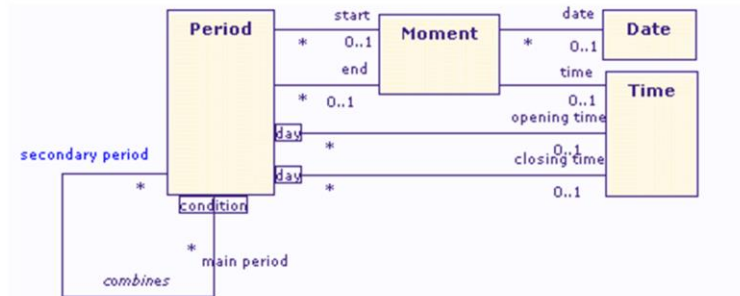 start
date
Period
Moment
Date
* 0..1
* 0..1
end
time
* 0..1
0..1
Time
opening time
day
*
0..1
closing time
secondary period
day
*
*
0..1
condition
*
main period
combines